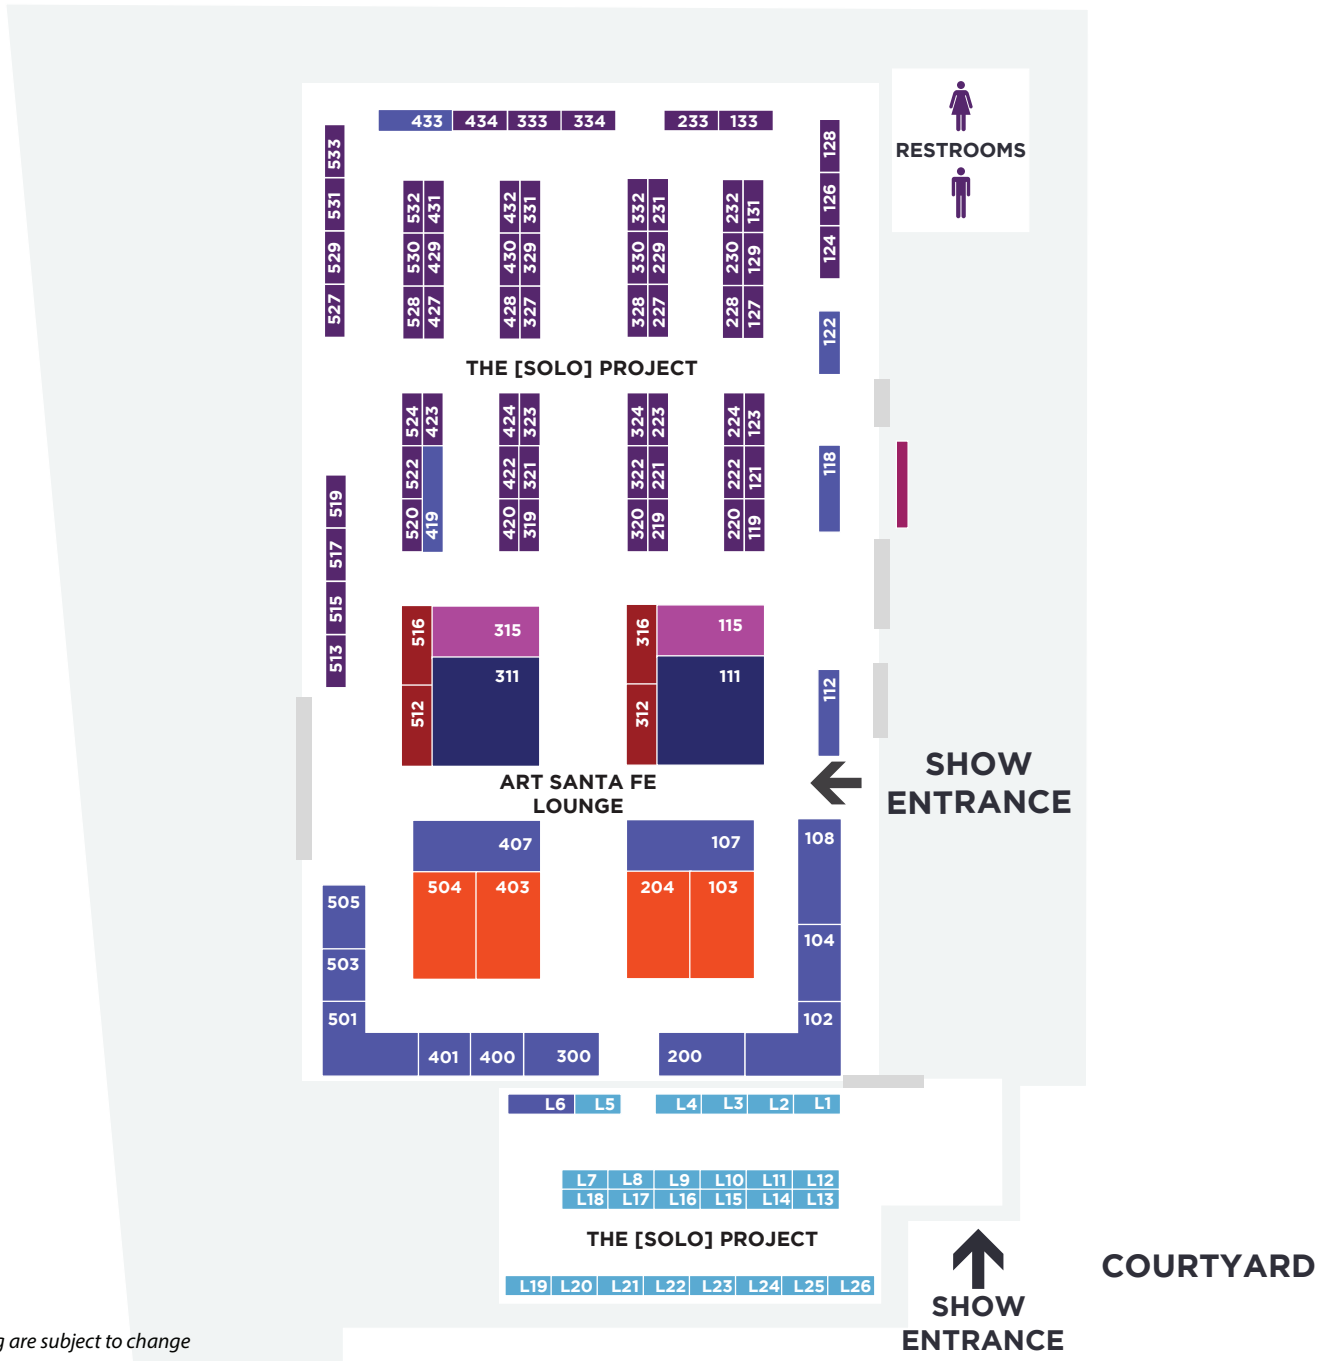 433 434 333 334 233 133
RESTROOMS
533 531 529 527
532 431 432 331 332 231 232 131
530 429 430 329 330 229 230 129
528 427 428 327 328 227 228 127
128 126 124 122
THE [SOLO] PROJECT
524 423 424 323 324 223 224 123
522 422 321 322 221 222 121
520 419 420 319 320 219 220 119
118
519 517 515 513
516 315 316 115
512 311 312 111
112
ART SANTA FE
LOUNGE
SHOW
ENTRANCE
407 107 108
504 403 204 103
505 104
503
501 102
401 400 300 200
L6 L5 L4 L3 L2 L1
L7 L8 L9 L10 L11 L12
L18 L17 L16 L15 L14 L13
THE [SOLO] PROJECT
L19 L20 L21 L22 L23 L24 L25 L26
COURTYARD
SHOW
ENTRANCE
g are subject to change